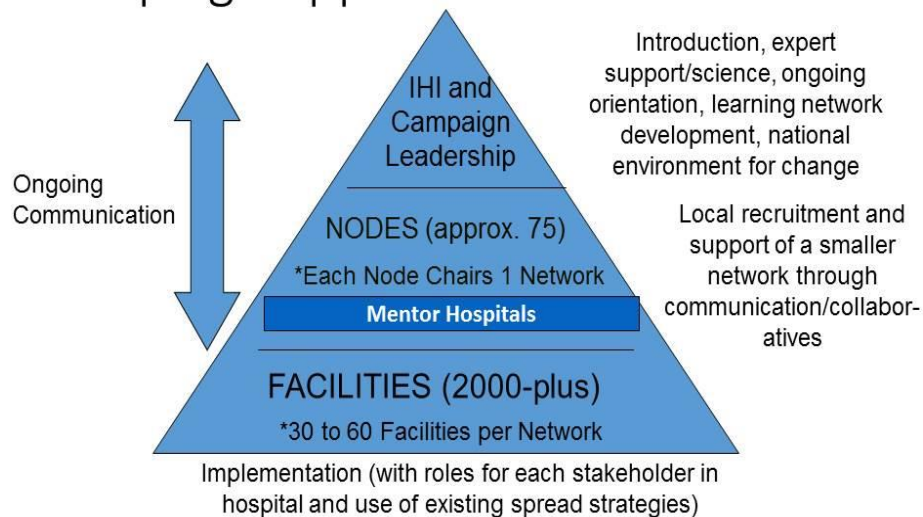 IHI and
Campaign
Leadership
Introduction, expert
support/science, ongoing
orientation, learning network
development, national
environment for change
Ongoing
Communication
NODES (approx. 75)
*Each Node Chairs 1 Network
Mentor Hospitals
Local recruitment and
support of a smaller
network through
communication/collabor-
atives
FACILITIES (2000-plus)
*30 to 60 Facilities per Network
Implementation (with roles for each stakeholder in
hospital and use of existing spread strategies)